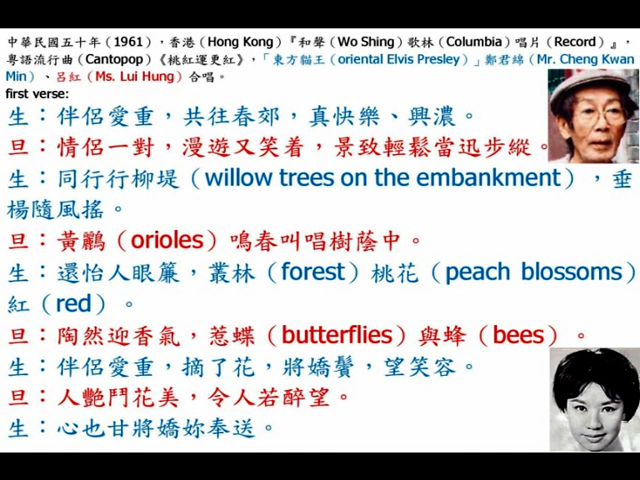 中華民國五十年（1961），香港（Hong Kong）『和聲（Wo Shing）歌林（Columbia）唱片（Record）』，
粵語流行曲（Cantopop）《桃紅運更紅》，「東方貓王（oriental Elvis Presley）」鄭君綿（Mr. Cheng Kwan
Min）、呂紅（Ms. Lui Hung）合唱。
first verse:
生：伴侶愛重，共往春郊，真快樂、興濃。
旦：情侶一對，漫遊又笑着，景致輕鬆當迅步縱。
生：同行行柳堤（willow trees on the embankment），垂
楊隨風搖。
旦：黃鸝（orioles）鳴春叫唱樹蔭中。
生：還怡人眼簾，叢林（forest）桃花（peach blossoms）
紅（red）。
旦：陶然迎香氣，惹蝶（butterflies）與蜂（bees）。
生：伴侶愛重，摘了花，將嬌鬢，望笑容。
旦：人艷鬥花美，令人若醉望。
生：心也甘將嬌妳奉送。